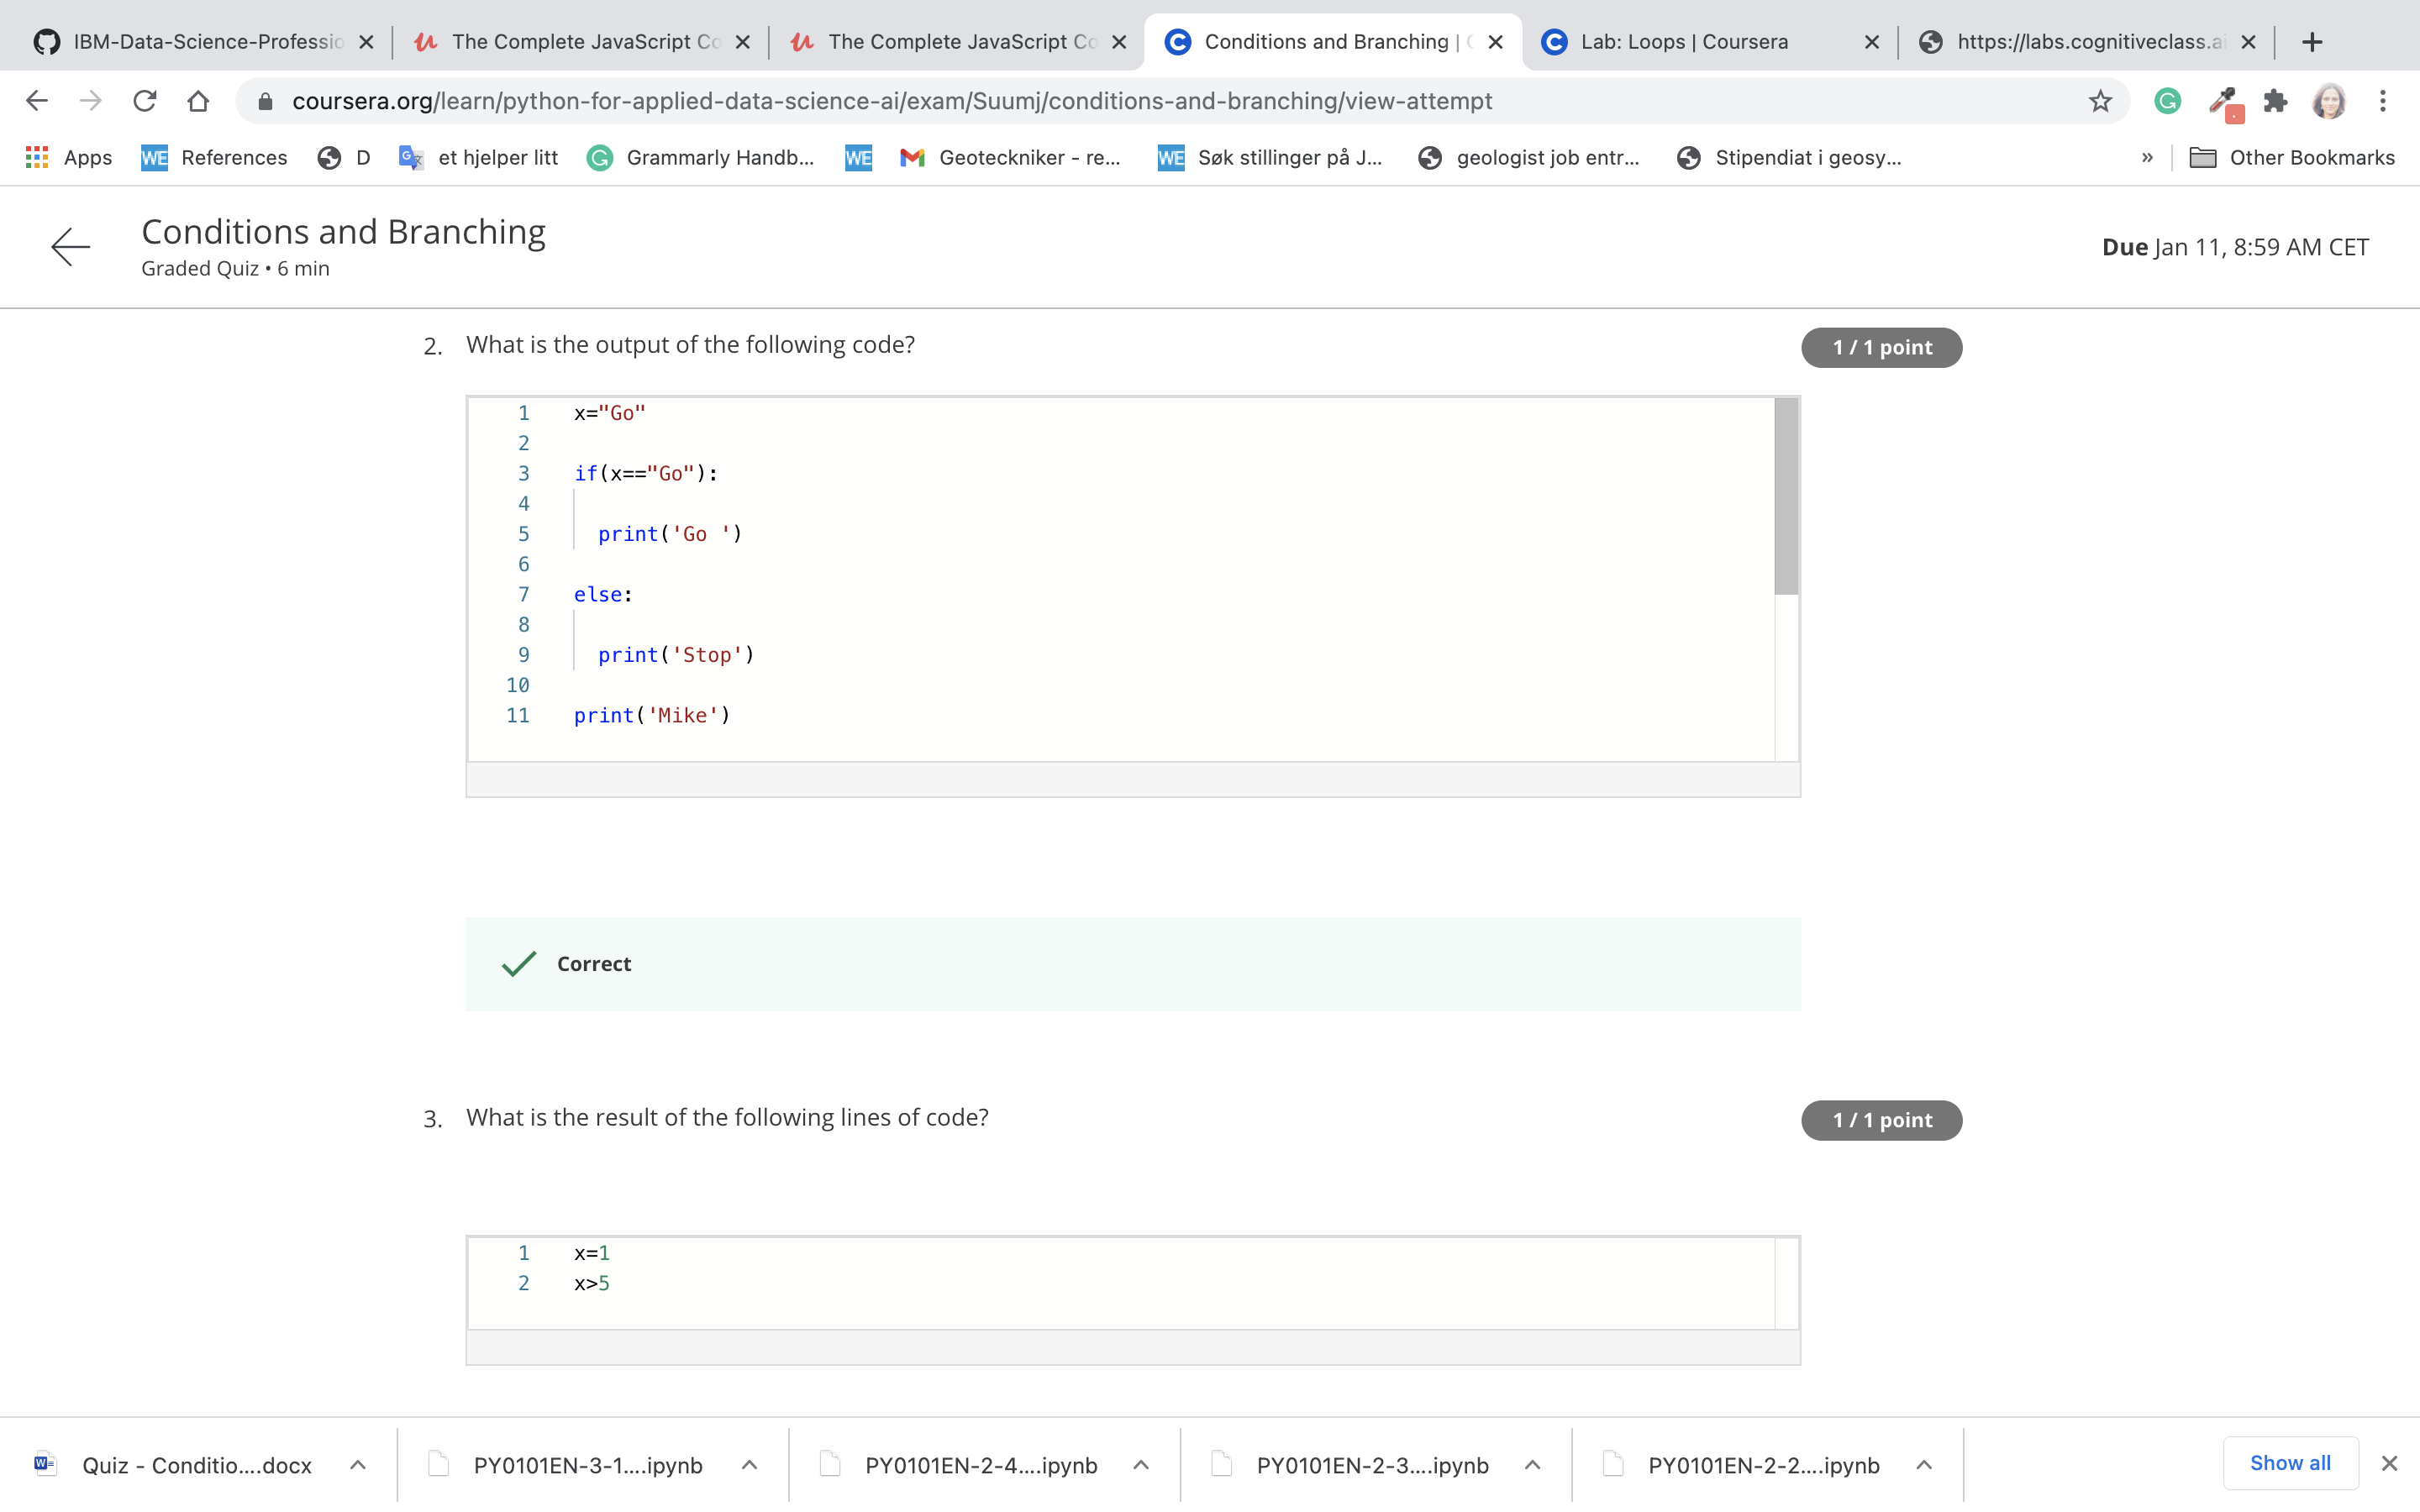 IBM-Data-Science-Professio
The Complete JavaScript Co
The Complete JavaScript Co
Conditions and Branching |
Lab: Loops | Coursera
https://labs.cognitiveclass.ai
coursera.org/learn/python-for-applied-data-science-ai/exam/Suumj/conditions-and-branching/view-attempt
Apps
WE References
D
et hjelper litt
Grammarly Handb...
WE
Geoteckniker - re...
WE Søk stillinger på J...
geologist job entr...
Stipendiat i geosy...
»
Other Bookmarks
Conditions and Branching
Graded Quiz • 6 min
Due Jan 11, 8:59 AM CET
2. What is the output of the following code?
1 / 1 point
1 x="Go"
2
3 if(x=="Go"):
4
5 print('Go ')
6
7 else:
8
9 print('Stop')
10
11 print('Mike')
Correct
3. What is the result of the following lines of code?
1 / 1 point
1 x=1
2 x>5
Quiz - Conditio....docx
PY0101EN-3-1....ipynb
PY0101EN-2-4....ipynb
PY0101EN-2-3....ipynb
PY0101EN-2-2....ipynb
Show all